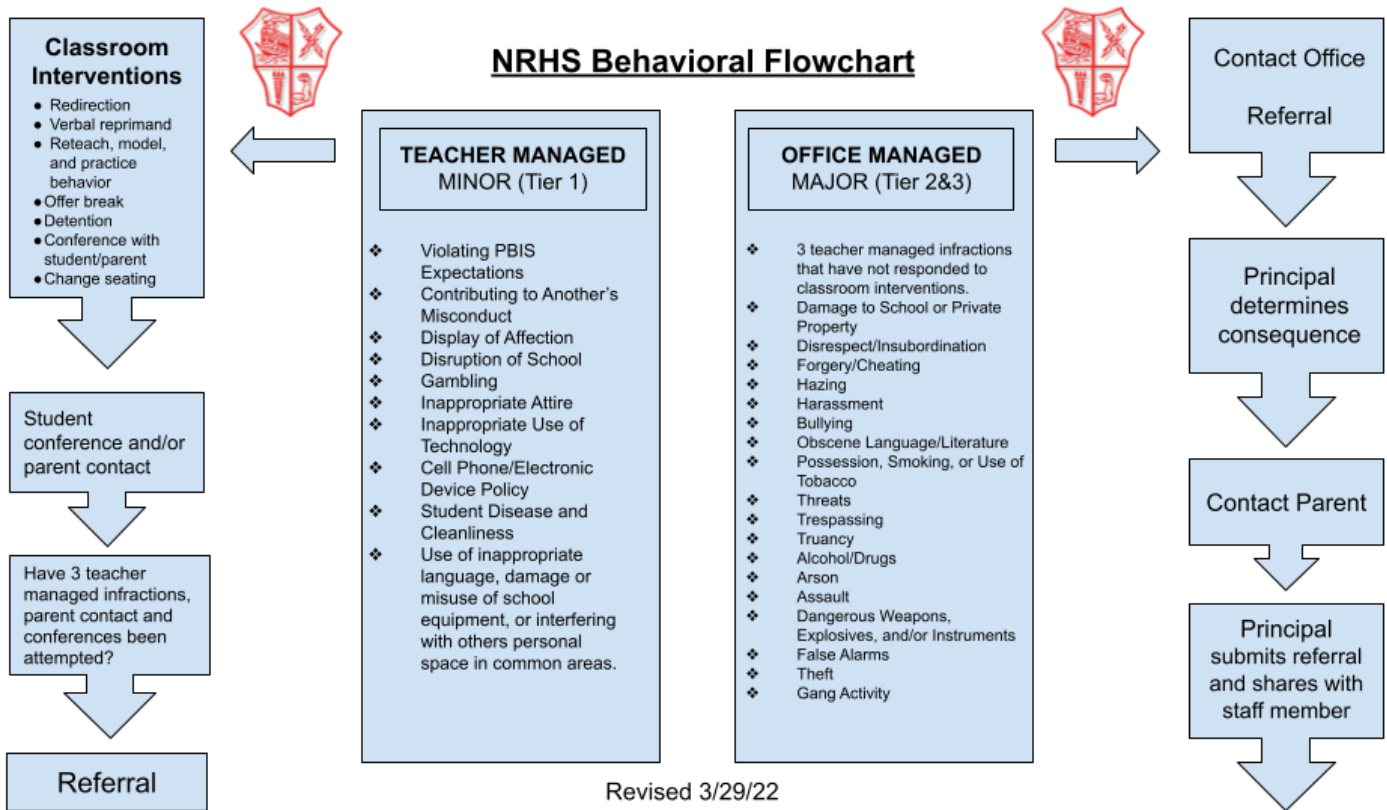 NRHS Behavioral Flowchart
Classroom
Interventions
● Redirection
● Verbal reprimand
● Reteach, model,
and practice
behavior
● Offer break
● Detention
● Conference with
student/parent
● Change seating
Student
conference and/or
parent contact
Have 3 teacher
managed infractions,
parent contact and
conferences been
attempted?
Referral
TEACHER MANAGED
MINOR (Tier 1)
❖ Violating PBIS
Expectations
❖ Contributing to Another's
Misconduct
❖ Display of Affection
❖ Disruption of School
❖ Gambling
❖ Inappropriate Attire
❖ Inappropriate Use of
Technology
❖ Cell Phone/Electronic
Device Policy
❖ Student Disease and
Cleanliness
❖ Use of inappropriate
language, damage or
misuse of school
equipment, or interfering
with others personal
space in common areas.
OFFICE MANAGED
MAJOR (Tier 2&3)
❖ 3 teacher managed infractions
that have not responded to
classroom interventions.
❖ Damage to School or Private
Property
❖ Disrespect/Insubordination
❖ Forgery/Cheating
❖ Hazing
❖ Harassment
❖ Bullying
❖ Obscene Language/Literature
❖ Possession, Smoking, or Use of
Tobacco
❖ Threats
❖ Trespassing
❖ Truancy
❖ Alcohol/Drugs
❖ Arson
❖ Assault
❖ Dangerous Weapons,
Explosives, and/or Instruments
❖ False Alarms
❖ Theft
❖ Gang Activity
Contact Office
Referral
Principal
determines
consequence
Contact Parent
Principal
submits referral
and shares with
staff member
Revised 3/29/22